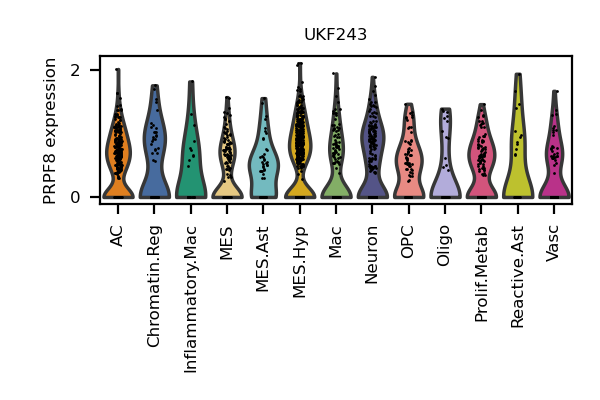 UKF243
PRPF8 expression
2
0
AC
Chromatin.Reg
Inflammatory.Mac
MES
MES.Ast
MES.Hyp
Mac
Neuron
OPC
Oligo
Prolif.Metab
Reactive.Ast
Vasc